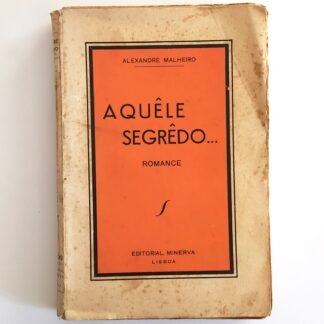 ALEXANDRE MALHEIRO
AQUÊLE
SEGRÊDO...
ROMANCE
EDITORIAL MINERVA
LISBOA